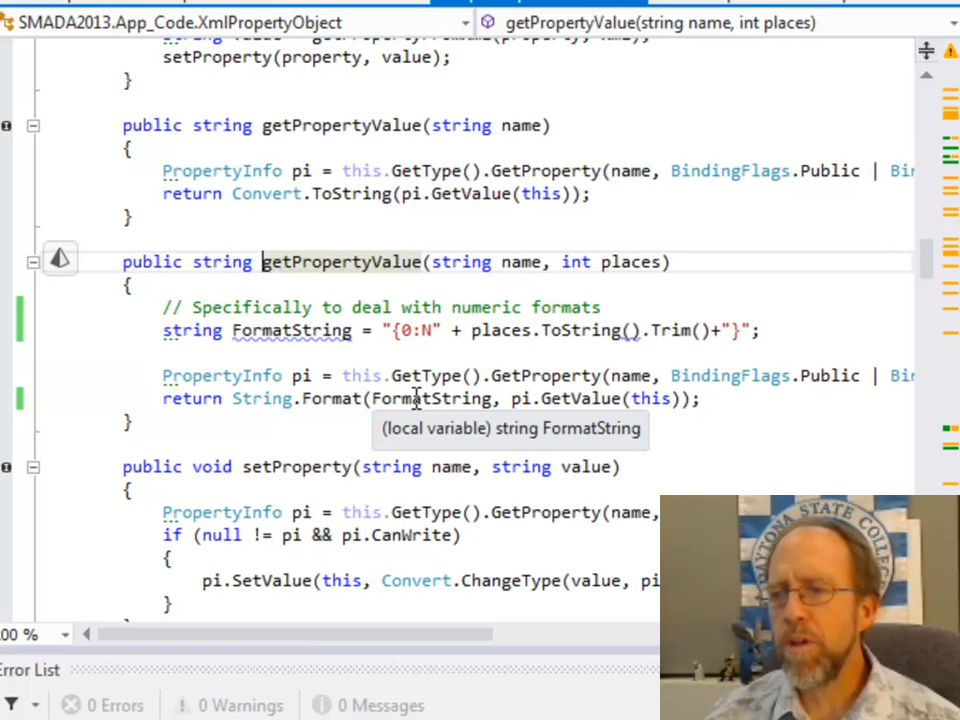 SMADA2013.App_Code.XmlPropertyObject
getPropertyValue(string name, int places)
setProperty(property, value);
}
public string getPropertyValue(string name)
{
PropertyInfo pi = this.GetType().GetProperty(name, BindingFlags.Public | Bin
return Convert.ToString(pi.GetValue(this));
}
public string getPropertyValue(string name, int places)
{
// Specifically to deal with numeric formats
string FormatString = "{0:N" + places.ToString().Trim()+"}";
PropertyInfo pi = this.GetType().GetProperty(name, BindingFlags.Public | Bin
return String.Format(FormatString, pi.GetValue(this));
}
(local variable) string FormatString
public void setProperty(string name, string value)
{
PropertyInfo pi = this.GetType().GetProperty(name,
if (null != pi && pi.CanWrite)
{
pi.SetValue(this, Convert.ChangeType(value, pi
}
00 %
Error List
0 Errors
0 Warnings
0 Messages
DAYTONA STATE COLLEGE